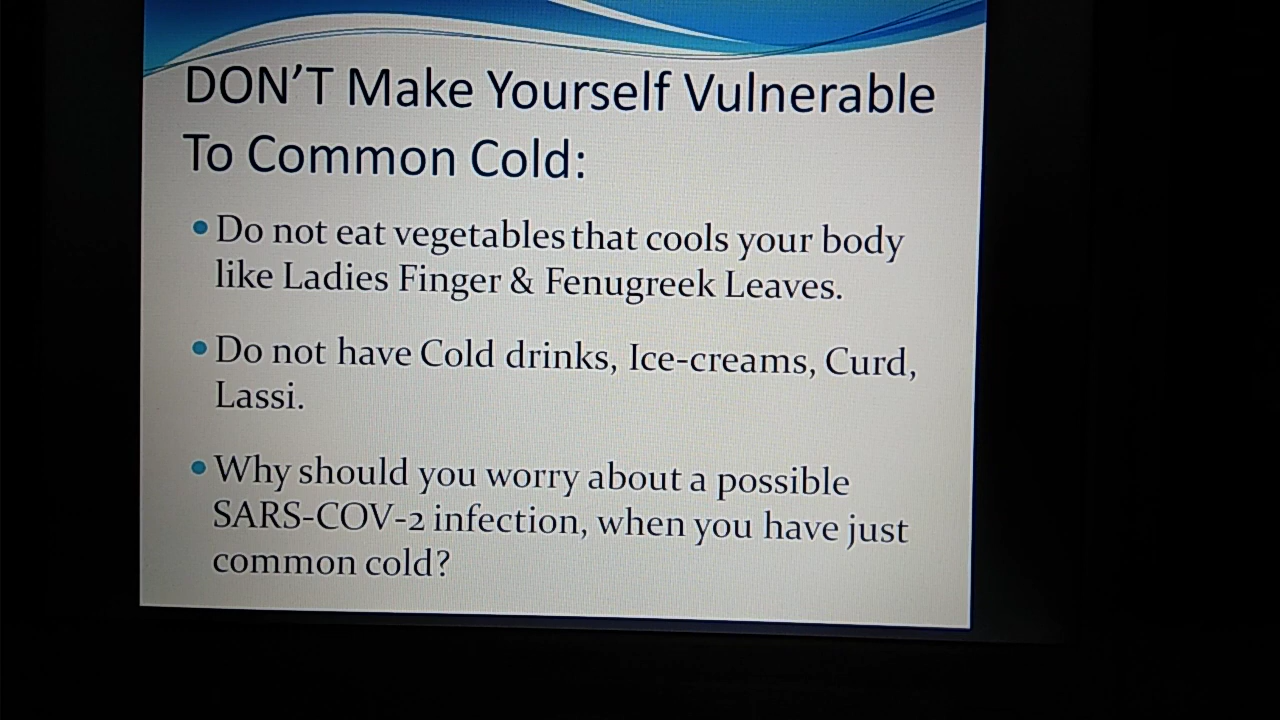 DON'T Make Yourself Vulnerable
To Common Cold:
• Do not eat vegetables that cools your body
like Ladies Finger & Fenugreek Leaves.
• Do not have Cold drinks, Ice-creams, Curd,
Lassi.
• Why should you worry about a possible
SARS-COV-2 infection, when you have just
common cold?